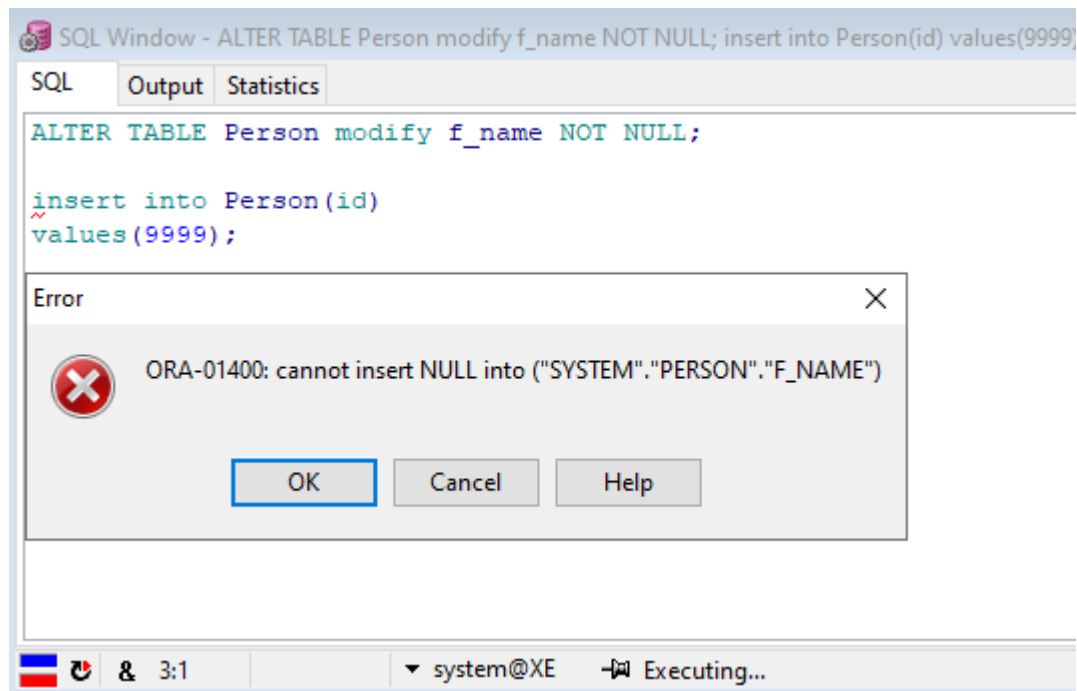 SQL Window - ALTER TABLE Person modify f_name NOT NULL; insert into Person(id) values(9999)
SQL Output Statistics
ALTER TABLE Person modify f_name NOT NULL;
insert into Person(id)
values(9999);
Error
ORA-01400: cannot insert NULL into ("SYSTEM"."PERSON"."F_NAME")
OK Cancel Help
& 3:1 system@XE Executing...